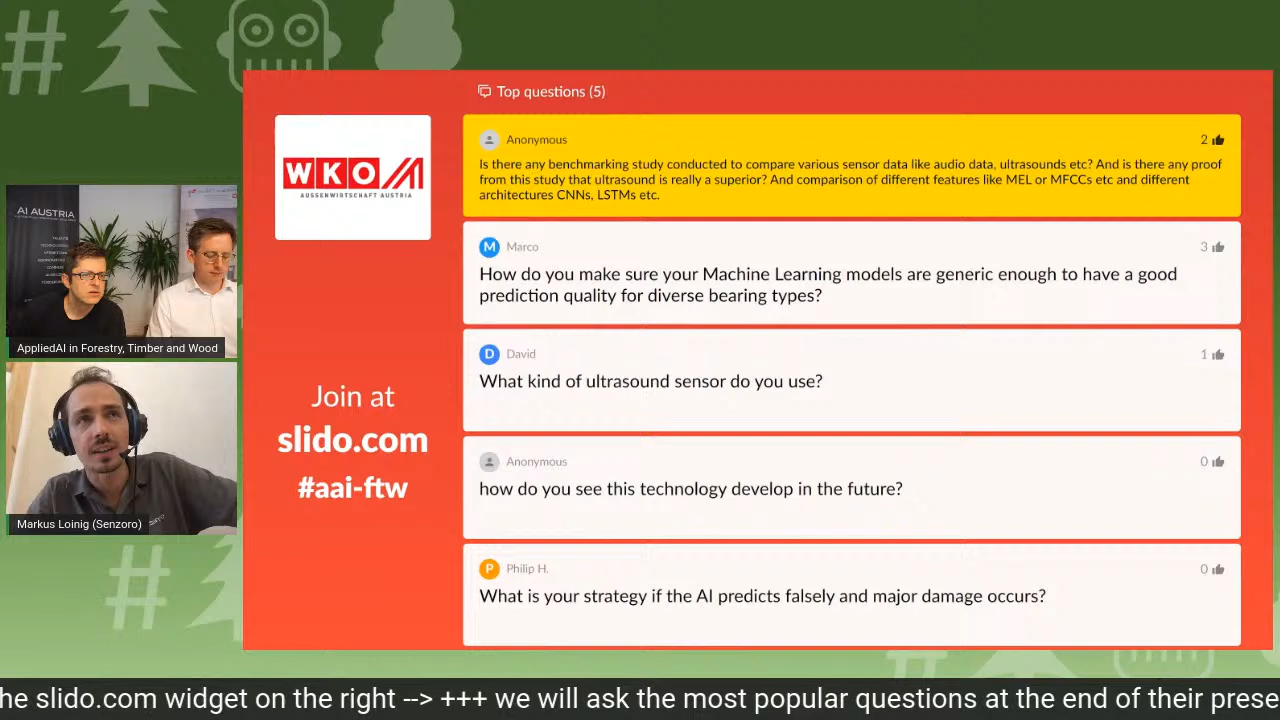 Top questions (5)
WKO
AUSSENWIRTSCHAFT AUSTRIA
Anonymous
2
Is there any benchmarking study conducted to compare various sensor data like audio data, ultrasounds etc? And is there any proof
from this study that ultrasound is really a superior? And comparison of different features like MEL or MFCCs etc and different
architectures CNNs, LSTMs etc.
M Marco
3
How do you make sure your Machine Learning models are generic enough to have a good
prediction quality for diverse bearing types?
D David
1
What kind of ultrasound sensor do you use?
Anonymous
0
how do you see this technology develop in the future?
P Philip H.
0
What is your strategy if the AI predicts falsely and major damage occurs?
Join at
slido.com
#aai-ftw
AI AUSTRIA
AppliedAI in Forestry, Timber and Wood
Markus Loinig (Senzoro)
he slido.com widget on the right --> +++ we will ask the most popular questions at the end of their prese